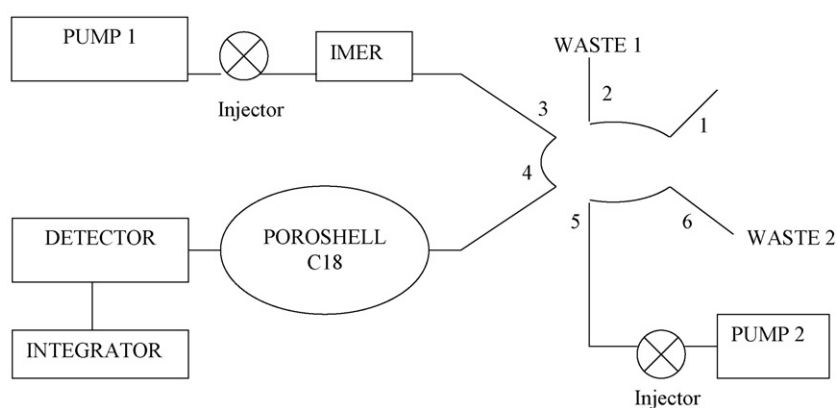 PUMP 1
Injector
IMER
WASTE 1
2
1
3
4
5
6
WASTE 2
DETECTOR
POROSHELL
C18
INTEGRATOR
PUMP 2
Injector